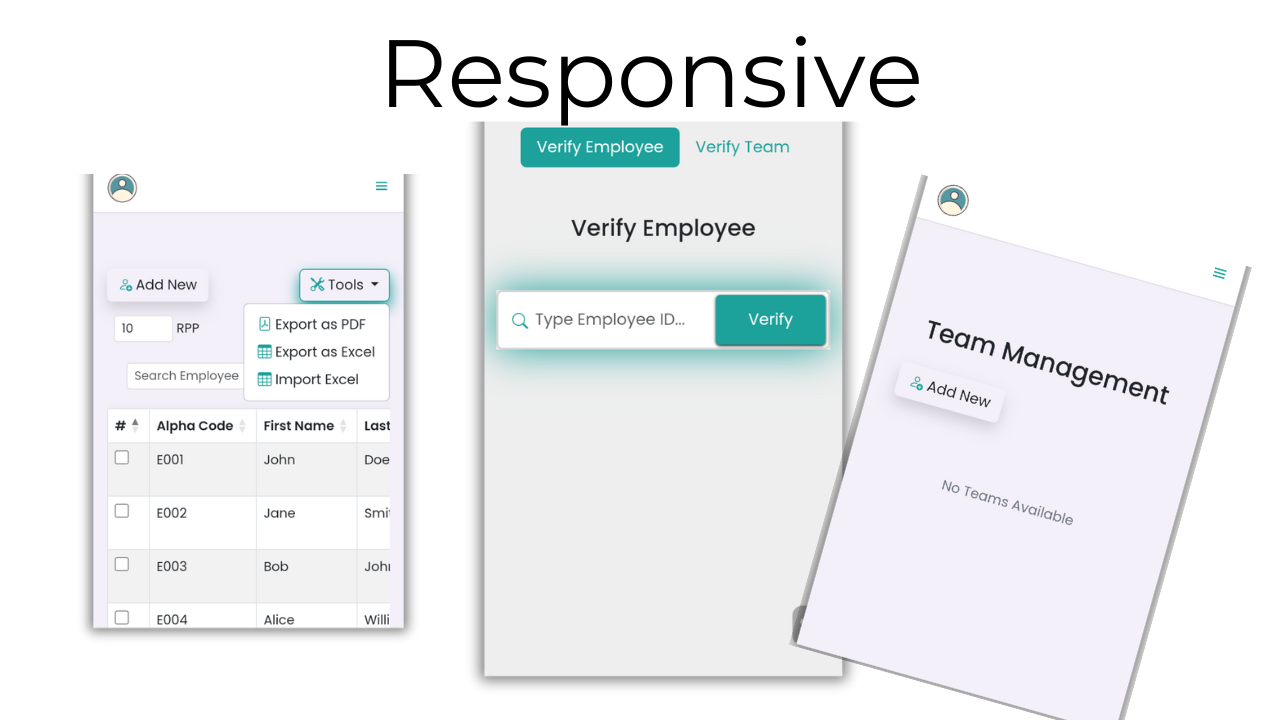 Responsive
Add New
Tools
10 RPP
Export as PDF
Export as Excel
Import Excel
Search Employee
# Alpha Code First Name Last
E001 John Doe
E002 Jane Smi
E003 Bob Joh
E004 Alice Willi
Verify Employee Verify Team
Verify Employee
Type Employee ID... Verify
Team Management
Add New
No Teams Available